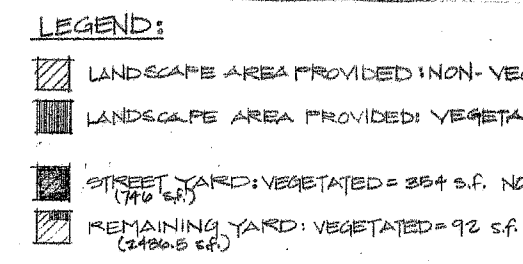 LEGEND:
LANDSCAPE AREA PROVIDED: NON-VEG
LANDSCAPE AREA PROVIDED: VEGETA
STREET YARD: VEGETATED = 354 S.F. NO
(746 S.F.)
REMAINING YARD: VEGETATED = 92 S.F.
(2486.5 S.F.)